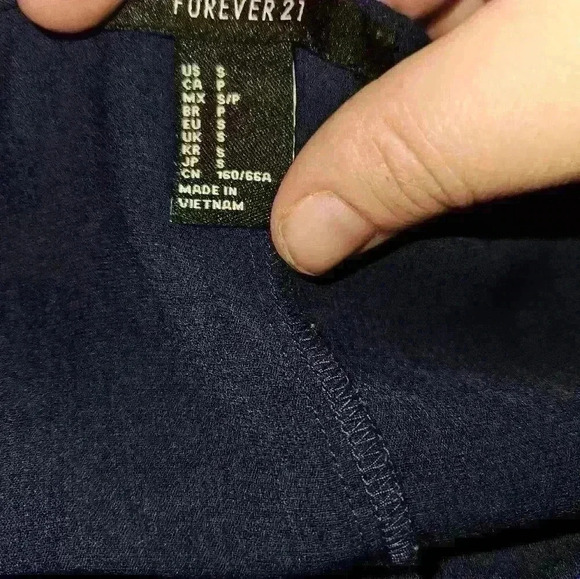 FOREVER 21
US S
CA P
MX S/P
BR P
EU S
UK S
KR S
JP S
CN 160/66A
MADE IN
VIETNAM